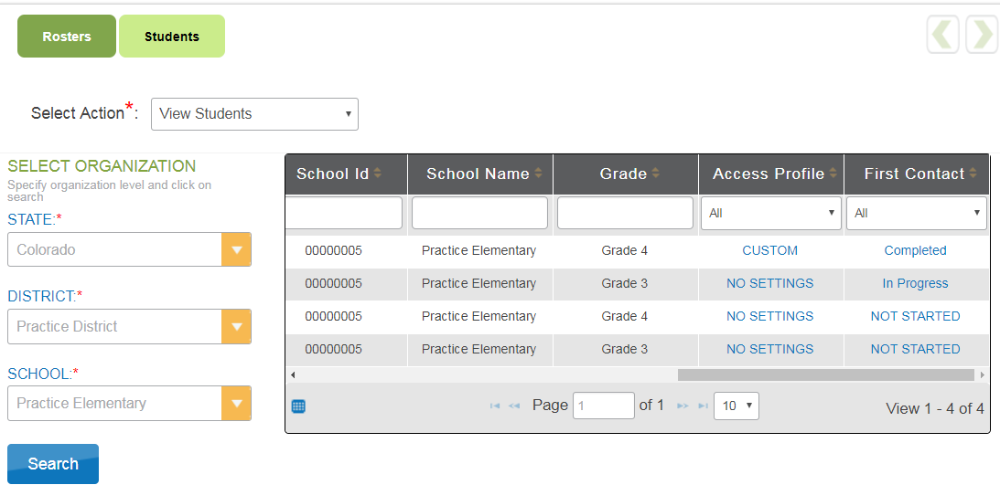 Rosters Students
Select Action*: View Students
SELECT ORGANIZATION
Specify organization level and click on
search
STATE:*
Colorado
DISTRICT:*
Practice District
SCHOOL:*
Practice Elementary
Search
School Id School Name Grade Access Profile First Contact
All All
00000005 Practice Elementary Grade 4 CUSTOM Completed
00000005 Practice Elementary Grade 3 NO SETTINGS In Progress
00000005 Practice Elementary Grade 4 NO SETTINGS NOT STARTED
00000005 Practice Elementary Grade 3 NO SETTINGS NOT STARTED
Page 1 of 1 10 View 1 - 4 of 4